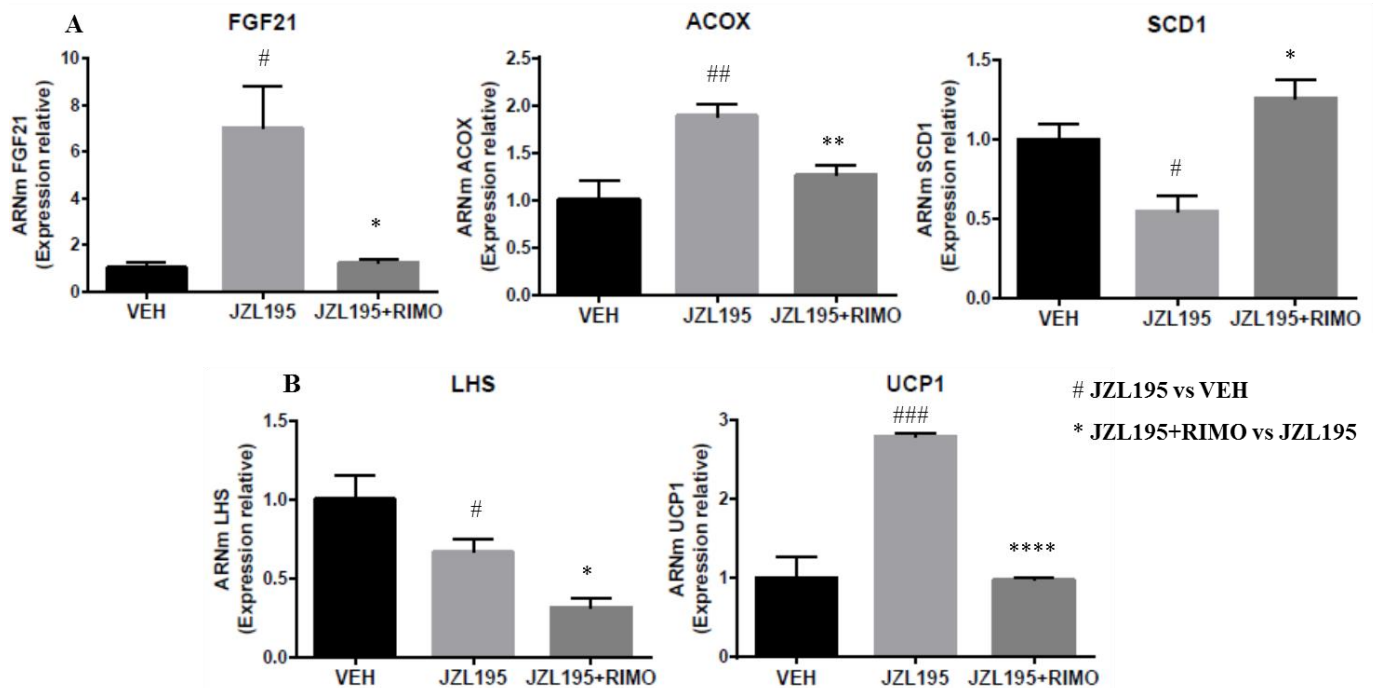 A
FGF21
ARNm FGF21
(Expression relative)
10
8
6
4
2
0
#
*
VEH
JZL195
JZL195+RIMO
ACOX
ARNm ACOX
(Expression relative)
2.5
2.0
1.5
1.0
0.5
0.0
##
**
VEH
JZL195
JZL195+RIMO
SCD1
ARNm SCD1
(Expression relative)
1.5
1.0
0.5
0.0
#
*
VEH
JZL195
JZL195+RIMO
B
LHS
ARNm LHS
(Expression relative)
1.5
1.0
0.5
0.0
#
*
VEH
JZL195
JZL195+RIMO
UCP1
ARNm UCP1
(Expression relative)
3
2
1
0
###
****
VEH
JZL195
JZL195+RIMO
# JZL195 vs VEH
* JZL195+RIMO vs JZL195